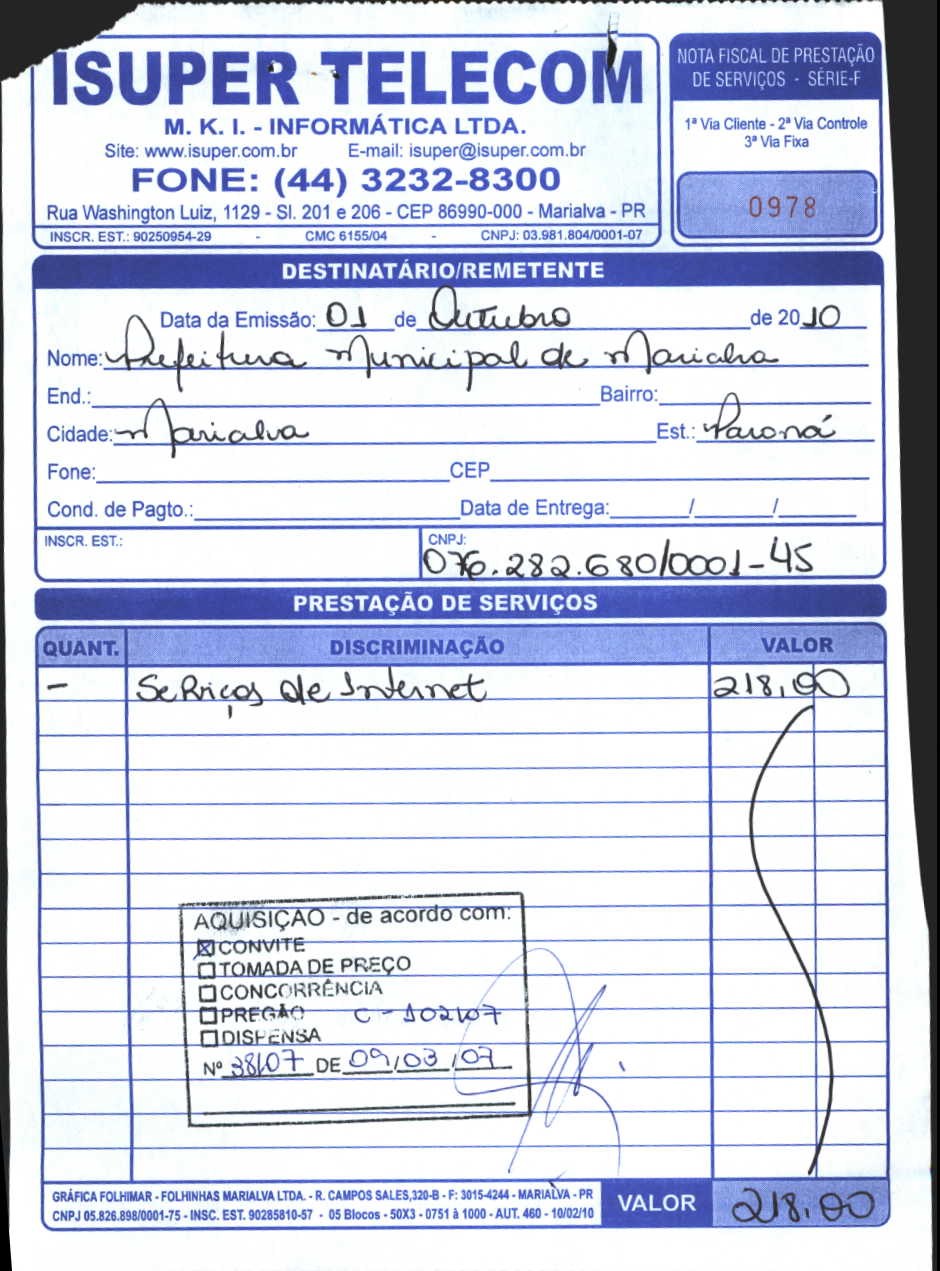 ISUPER TELECOM
M. K. I. - INFORMÁTICA LTDA.
Site: www.isuper.com.br E-mail: isuper@isuper.com.br
FONE: (44) 3232-8300
Rua Washington Luiz, 1129 - Sl. 201 e 206 - CEP 86990-000 - Marialva - PR
INSCR. EST.: 90250954-29 - CMC 6155/04 - CNPJ: 03.981.804/0001-07
NOTA FISCAL DE PRESTAÇÃO
DE SERVIÇOS - SÉRIE-F
1ª Via Cliente - 2ª Via Controle
3ª Via Fixa
0978
DESTINATÁRIO/REMETENTE
Data da Emissão: 01 de Outubro de 2010
Nome: Prefeitura Municipal de Marialva
End.: Bairro:
Cidade: Marialva Est.: Paraná
Fone: CEP
Cond. de Pagto.: Data de Entrega: / /
INSCR. EST.: CNPJ:
076.282.680/0001-45
PRESTAÇÃO DE SERVIÇOS
QUANT. DISCRIMINAÇÃO VALOR
- Serviços de Internet 218,00
AQUISIÇÃO - de acordo com:
CONVITE
TOMADA DE PREÇO
CONCORRÊNCIA
PREGÃO C - 102/07
DISPENSA
Nº 38/07 DE 09/03/07
GRÁFICA FOLHIMAR - FOLHINHAS MARIALVA LTDA. - R. CAMPOS SALES,320-B - F: 3015-4244 - MARIALVA - PR
CNPJ 05.826.898/0001-75 - INSC. EST. 90285810-57 - 05 Blocos - 50X3 - 0751 à 1000 - AUT. 460 - 10/02/10
VALOR 218,00